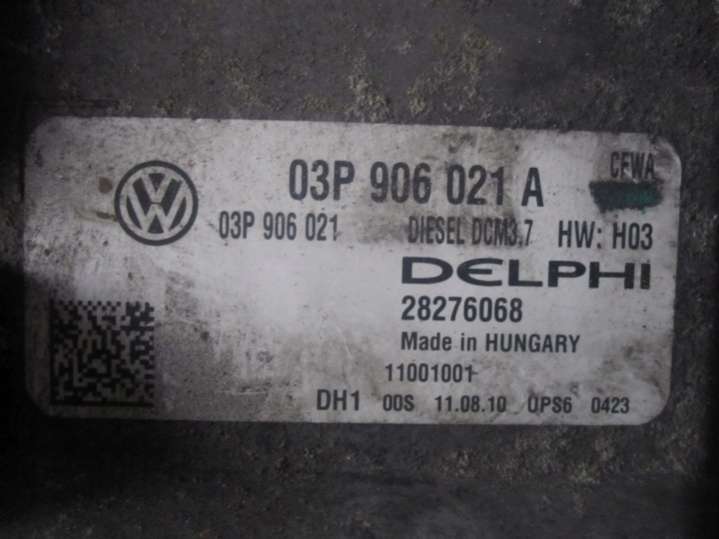 CFWA
03P 906 021 A
03P 906 021 DIESEL DCM3.7 HW: H03
DELPHI
28276068
Made in HUNGARY
11001001
DH1 00S 11.08.10 UPS6 0423